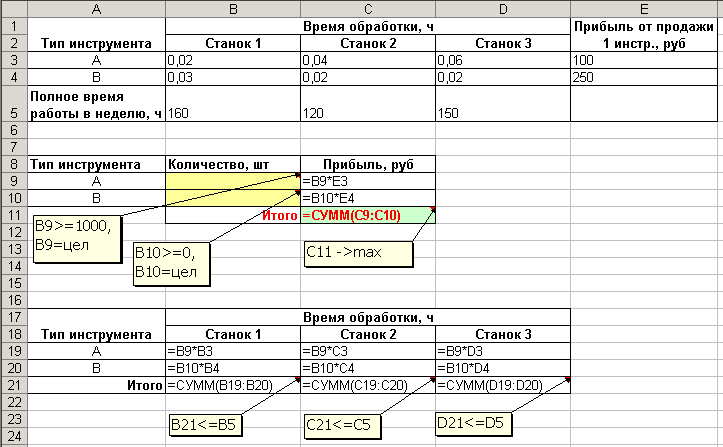 A B C D E
1 Время обработки, ч Прибыль от продажи
2 Тип инструмента Станок 1 Станок 2 Станок 3 1 инстр., руб
3 A 0,02 0,04 0,06 100
4 B 0,03 0,02 0,02 250
Полное время
5 работы в неделю, ч 160 120 150
6
7
8 Тип инструмента Количество, шт Прибыль, руб
9 A =B9*E3
10 B =B10*E4
11 Итого =СУММ(C9:C10)
12
13
14
15
16
B9>=1000,
B9=цел
B10>=0,
B10=цел
C11 ->max
17 Время обработки, ч
18 Тип инструмента Станок 1 Станок 2 Станок 3
19 A =B9*B3 =B9*C3 =B9*D3
20 B =B10*B4 =B10*C4 =B10*D4
21 Итого =СУММ(B19:B20) =СУММ(C19:C20) =СУММ(D19:D20)
22
23 B21<=B5 C21<=C5 D21<=D5
24